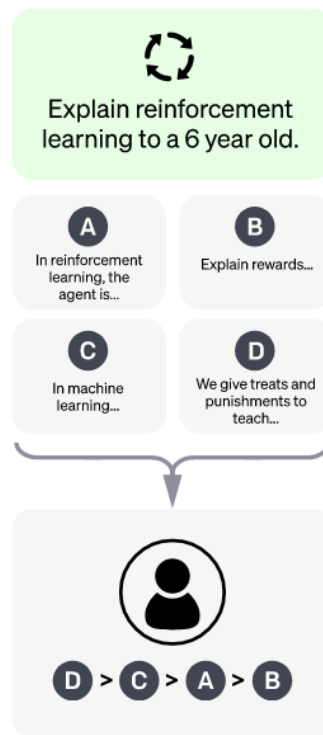 Explain reinforcement
learning to a 6 year old.
A
In reinforcement
learning, the
agent is...
B
Explain rewards...
C
In machine
learning...
D
We give treats and
punishments to
teach...
D > C > A > B